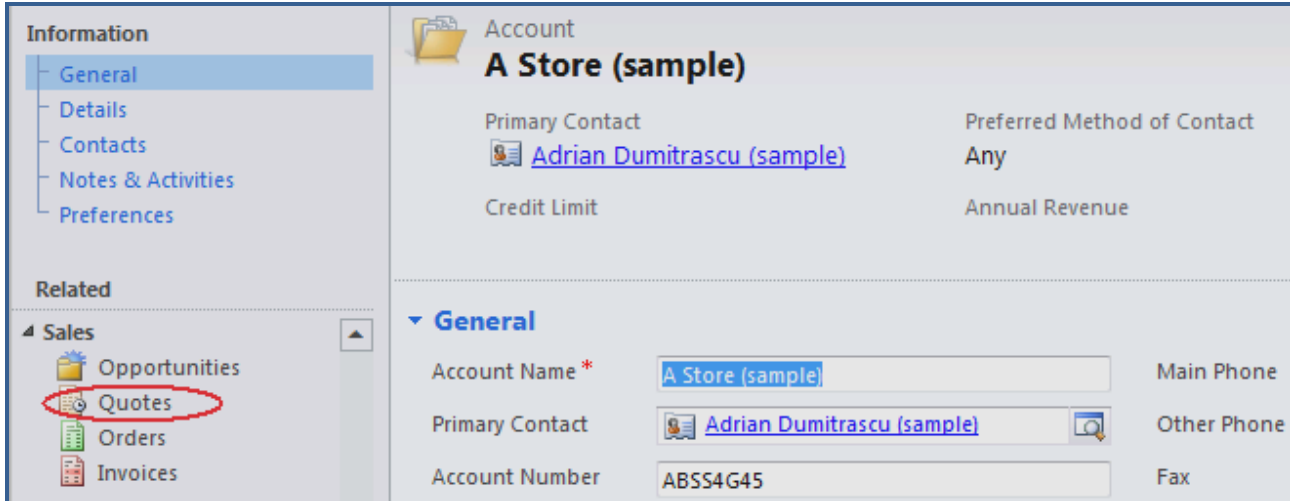 Information
General
Details
Contacts
Notes & Activities
Preferences
Related
Sales
Opportunities
Quotes
Orders
Invoices
Account
A Store (sample)
Primary Contact
Preferred Method of Contact
Adrian Dumitrascu (sample)
Any
Credit Limit
Annual Revenue
General
Account Name *
A Store (sample)
Main Phone
Primary Contact
Adrian Dumitrascu (sample)
Other Phone
Account Number
ABSS4G45
Fax